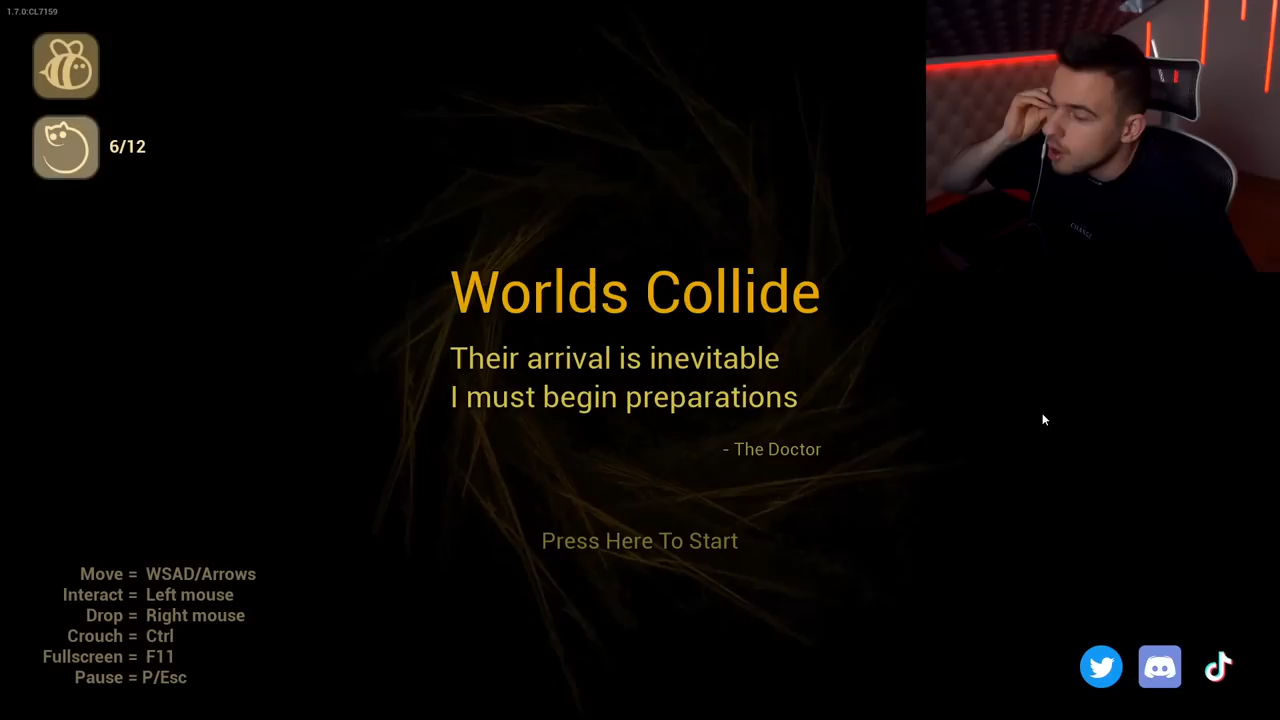 1.7.0:CL7159
6/12
Worlds Collide
Their arrival is inevitable
I must begin preparations
- The Doctor
Press Here To Start
Move = WSAD/Arrows
Interact = Left mouse
Drop = Right mouse
Crouch = Ctrl
Fullscreen = F11
Pause = P/Esc